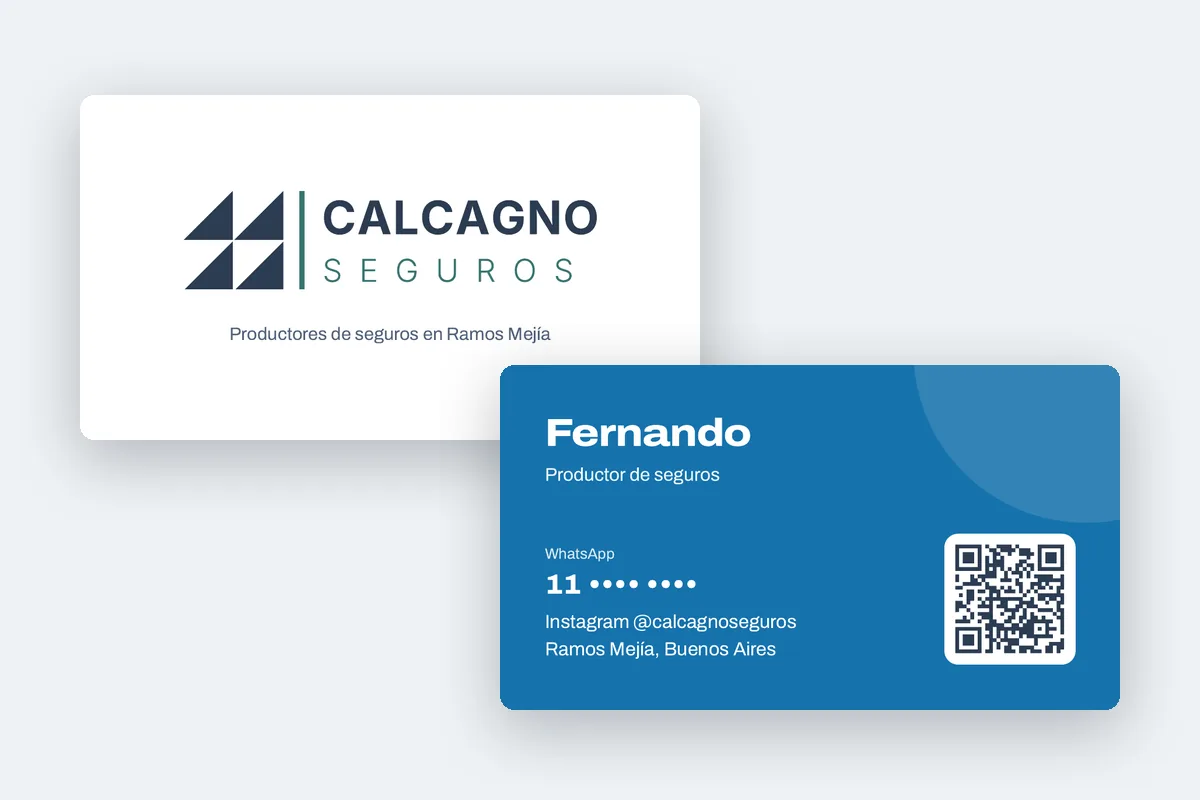 CALCAGNO
SEGUROS
Productores de seguros en Ramos Mejía
Fernando
Productor de seguros
WhatsApp
11 •••• ••••
Instagram @calcagnoseguros
Ramos Mejía, Buenos Aires